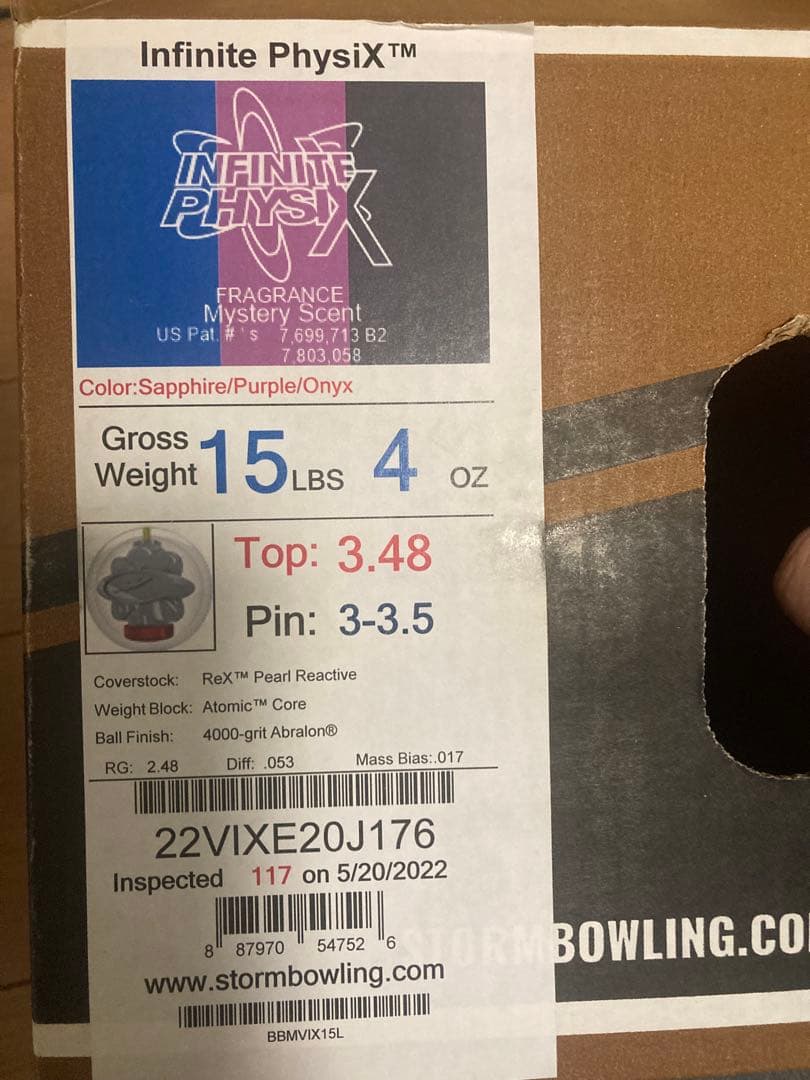 Infinite PhysiX™
INFINITE
PHYSIX
FRAGRANCE
Mystery Scent
US Pat. # ' s 7,699,713 B2
7,803,058
Color:Sapphire/Purple/Onyx
Gross Weight 15 LBS 4 OZ
Top: 3.48
Pin: 3-3.5
Coverstock: ReX™ Pearl Reactive
Weight Block: Atomic™ Core
Ball Finish: 4000-grit Abralon®
RG: 2.48 Diff: .053 Mass Bias:.017
22VIXE20J176
Inspected 117 on 5/20/2022
8 87970 54752 6
STORMBOWLING.CO
www.stormbowling.com
BBMVIX15L